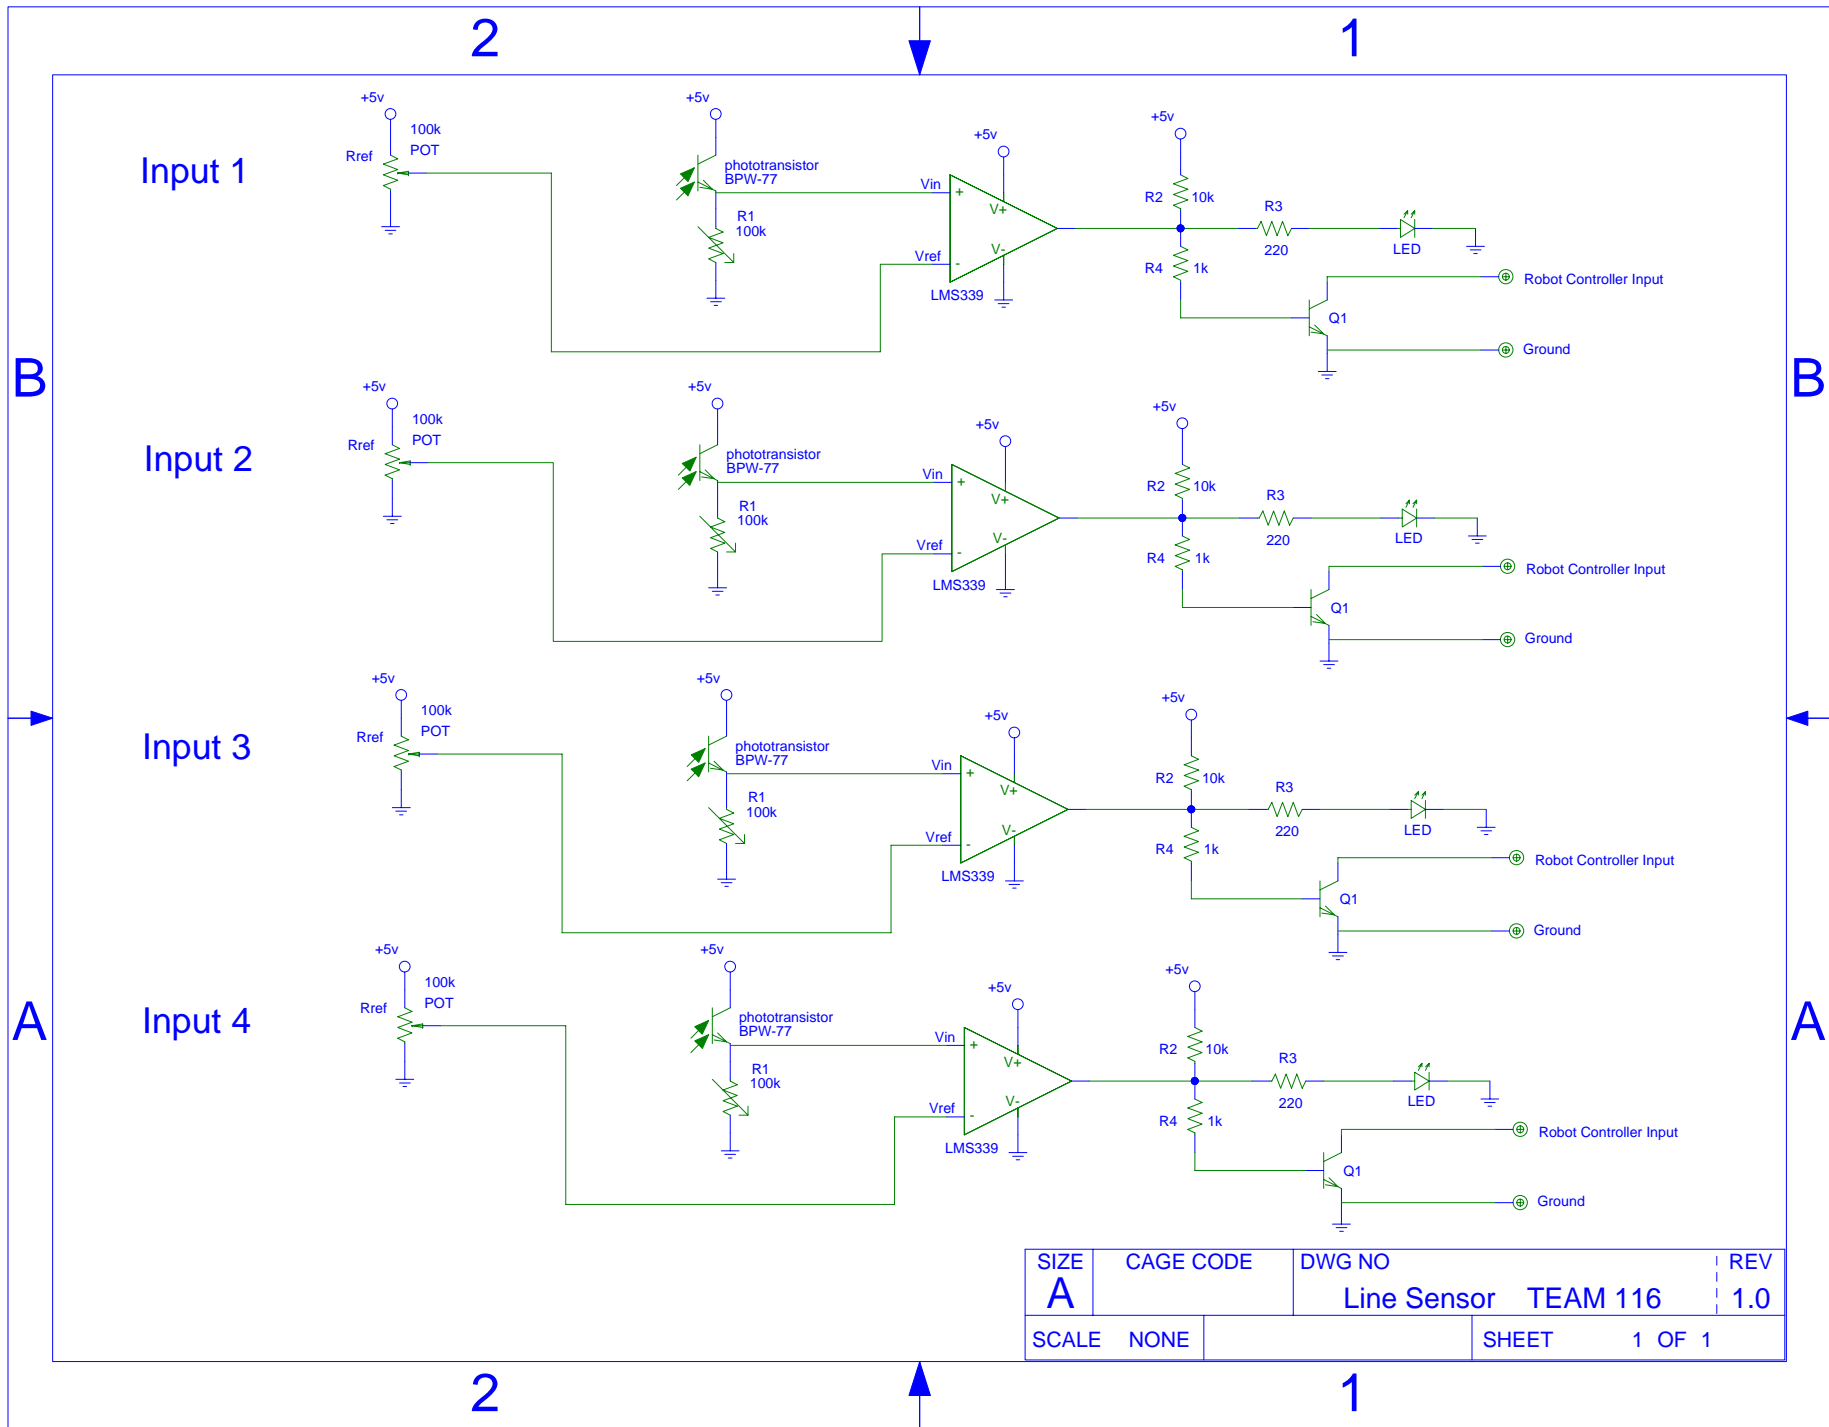 2
1
B
B
A
A
2
1
Input 1
+5v
100k
POT
Rref
+5v
phototransistor
BPW-77
R1
100k
Vin
Vref
+5v
+
V+
V-
-
LMS339
+5v
R2
10k
R3
220
R4
1k
LED
Q1
Robot Controller Input
Ground
Input 2
+5v
100k
POT
Rref
+5v
phototransistor
BPW-77
R1
100k
Vin
Vref
+5v
+
V+
V-
-
LMS339
+5v
R2
10k
R3
220
R4
1k
LED
Q1
Robot Controller Input
Ground
Input 3
+5v
100k
POT
Rref
+5v
phototransistor
BPW-77
R1
100k
Vin
Vref
+5v
+
V+
V-
-
LMS339
+5v
R2
10k
R3
220
R4
1k
LED
Q1
Robot Controller Input
Ground
Input 4
+5v
100k
POT
Rref
+5v
phototransistor
BPW-77
R1
100k
Vin
Vref
+5v
+
V+
V-
-
LMS339
+5v
R2
10k
R3
220
R4
1k
LED
Q1
Robot Controller Input
Ground
SIZE
A
CAGE CODE
DWG NO
Line Sensor TEAM 116
REV
1.0
SCALE NONE
SHEET 1 OF 1